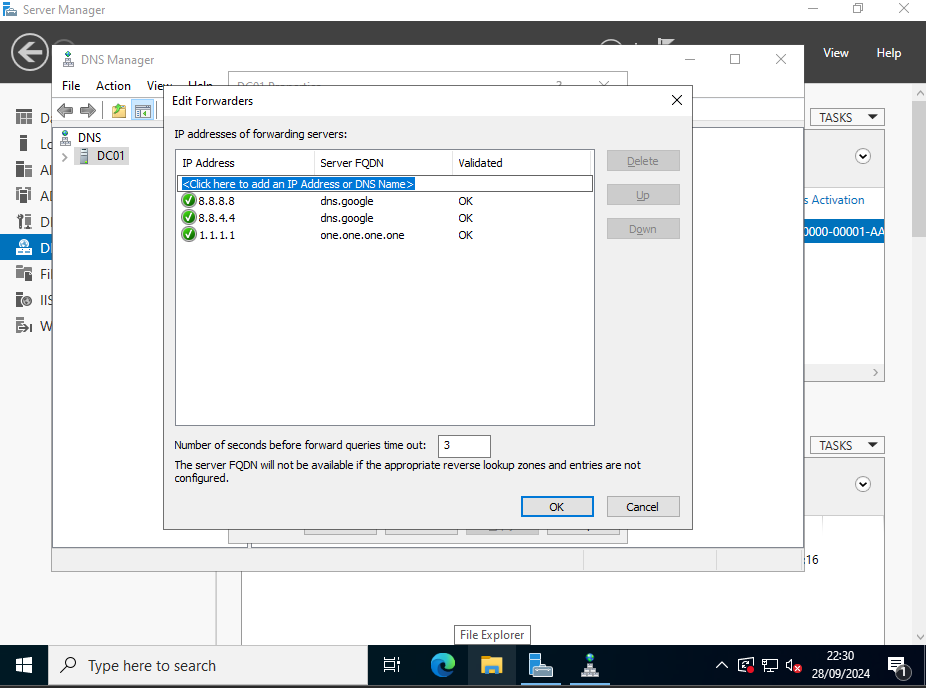 Server Manager
View Help
DNS Manager
File Action View Help
DC01 Properties
Edit Forwarders
IP addresses of forwarding servers:
IP Address Server FQDN Validated
<Click here to add an IP Address or DNS Name>
8.8.8.8 dns.google OK
8.8.4.4 dns.google OK
1.1.1.1 one.one.one.one OK
Delete
Up
Down
Number of seconds before forward queries time out: 3
The server FQDN will not be available if the appropriate reverse lookup zones and entries are not
configured.
OK Cancel
DNS
DC01
IIS
TASKS
s Activation
0000-00001-AA
TASKS
:16
File Explorer
Type here to search
22:30
28/09/2024
1